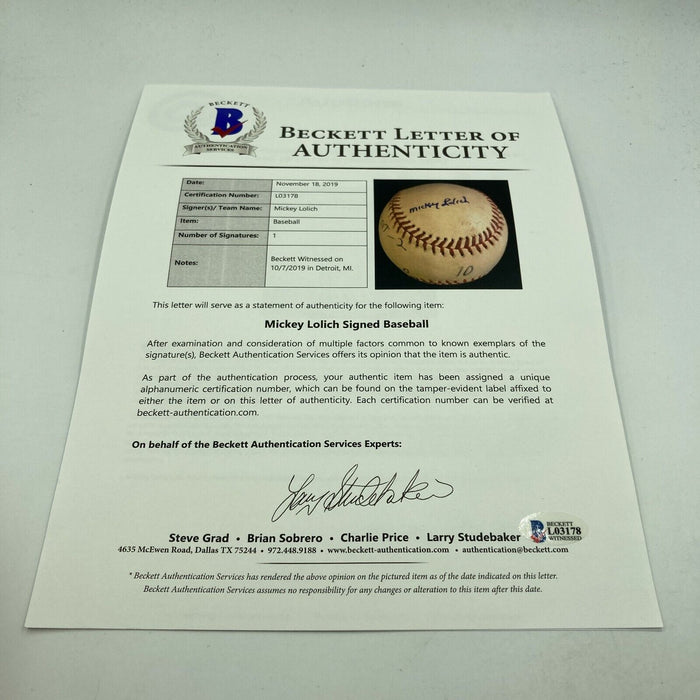 BECKETT
B
AUTHENTICATION
SERVICES
BECKETT LETTER OF
AUTHENTICITY
Date: November 18, 2019
Certification Number: L03178
Signer(s)/ Team Name: Mickey Lolich
Item: Baseball
Number of Signatures: 1
Notes: Beckett Witnessed on
10/7/2019 in Detroit, MI.
Mickey Lolich
10
This letter will serve as a statement of authenticity for the following item:
Mickey Lolich Signed Baseball
After examination and consideration of multiple factors common to known exemplars of the
signature(s), Beckett Authentication Services offers its opinion that the item is authentic.
As part of the authentication process, your authentic item has been assigned a unique
alphanumeric certification number, which can be found on the tamper-evident label affixed to
either the item or on this letter of authenticity. Each certification number can be verified at
beckett-authentication.com.
On behalf of the Beckett Authentication Services Experts:
Larry Studebaker
Steve Grad • Brian Sobrero • Charlie Price • Larry Studebaker
4635 McEwen Road, Dallas TX 75244 • 972.448.9188 • www.beckett-authentication.com • authentication@beckett.com
BECKETT
L03178
WITNESSED
* Beckett Authentication Services has rendered the above opinion on the pictured item as of the date indicated on this letter.
Beckett Authentication Services assumes no responsibility for any changes or alteration to this item after this date.